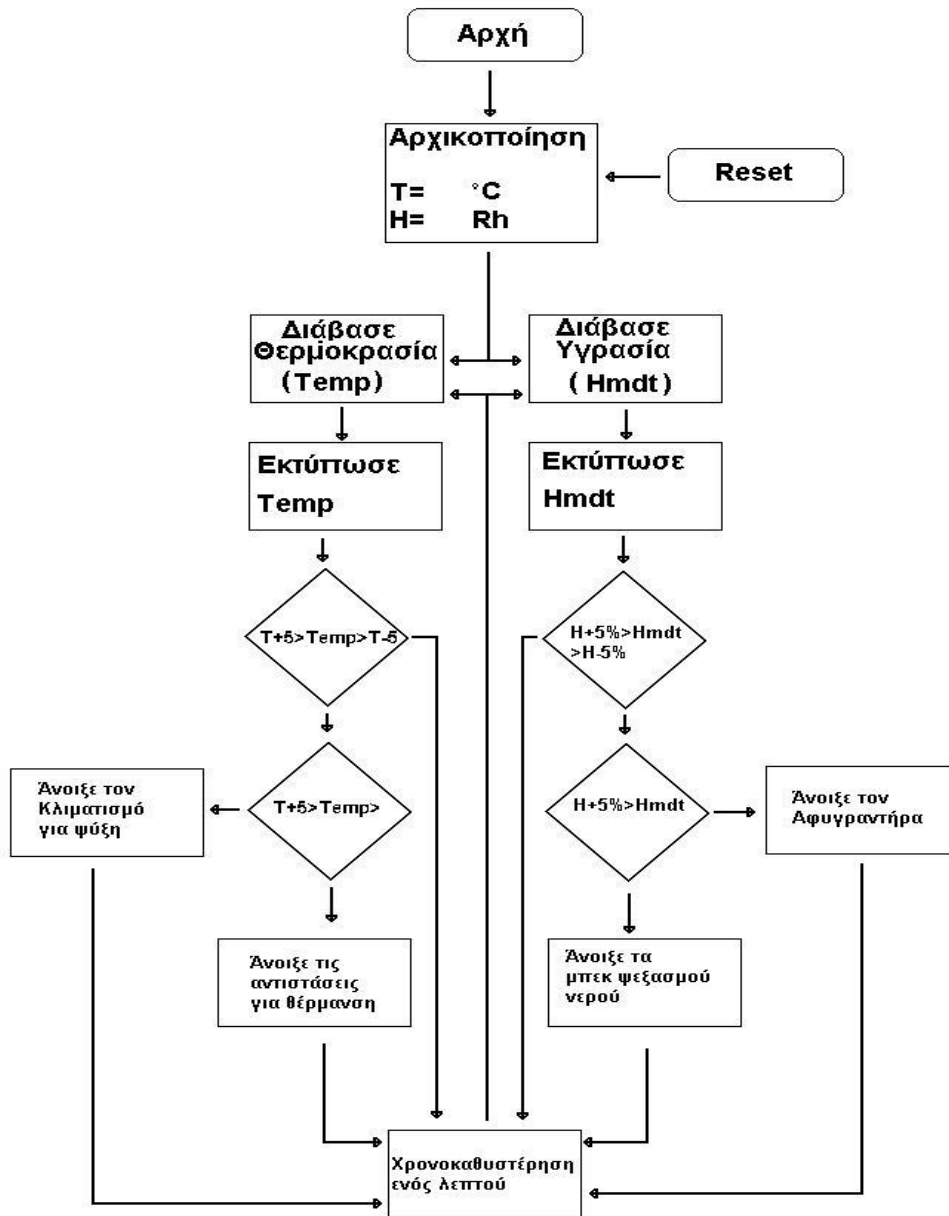 Αρχή
Αρχικοποίηση
T= °C
H= Rh
Reset
Διάβασε
Θερμοκρασία
(Temp)
Διάβασε
Υγρασία
(Hmdt)
Εκτύπωσε
Temp
Εκτύπωσε
Hmdt
T+5>Temp>T-5
H+5%>Hmdt
>H-5%
Άνοιξε τον
Κλιματισμό
για ψύξη
T+5>Temp>
H+5%>Hmdt
Άνοιξε τον
Αφυγραντήρα
Άνοιξε τις
αντιστάσεις
για θέρμανση
Άνοιξε τα
μπεκ ψεξασμού
νερού
Χρονοκαθυστέρηση
ενός λεπτού